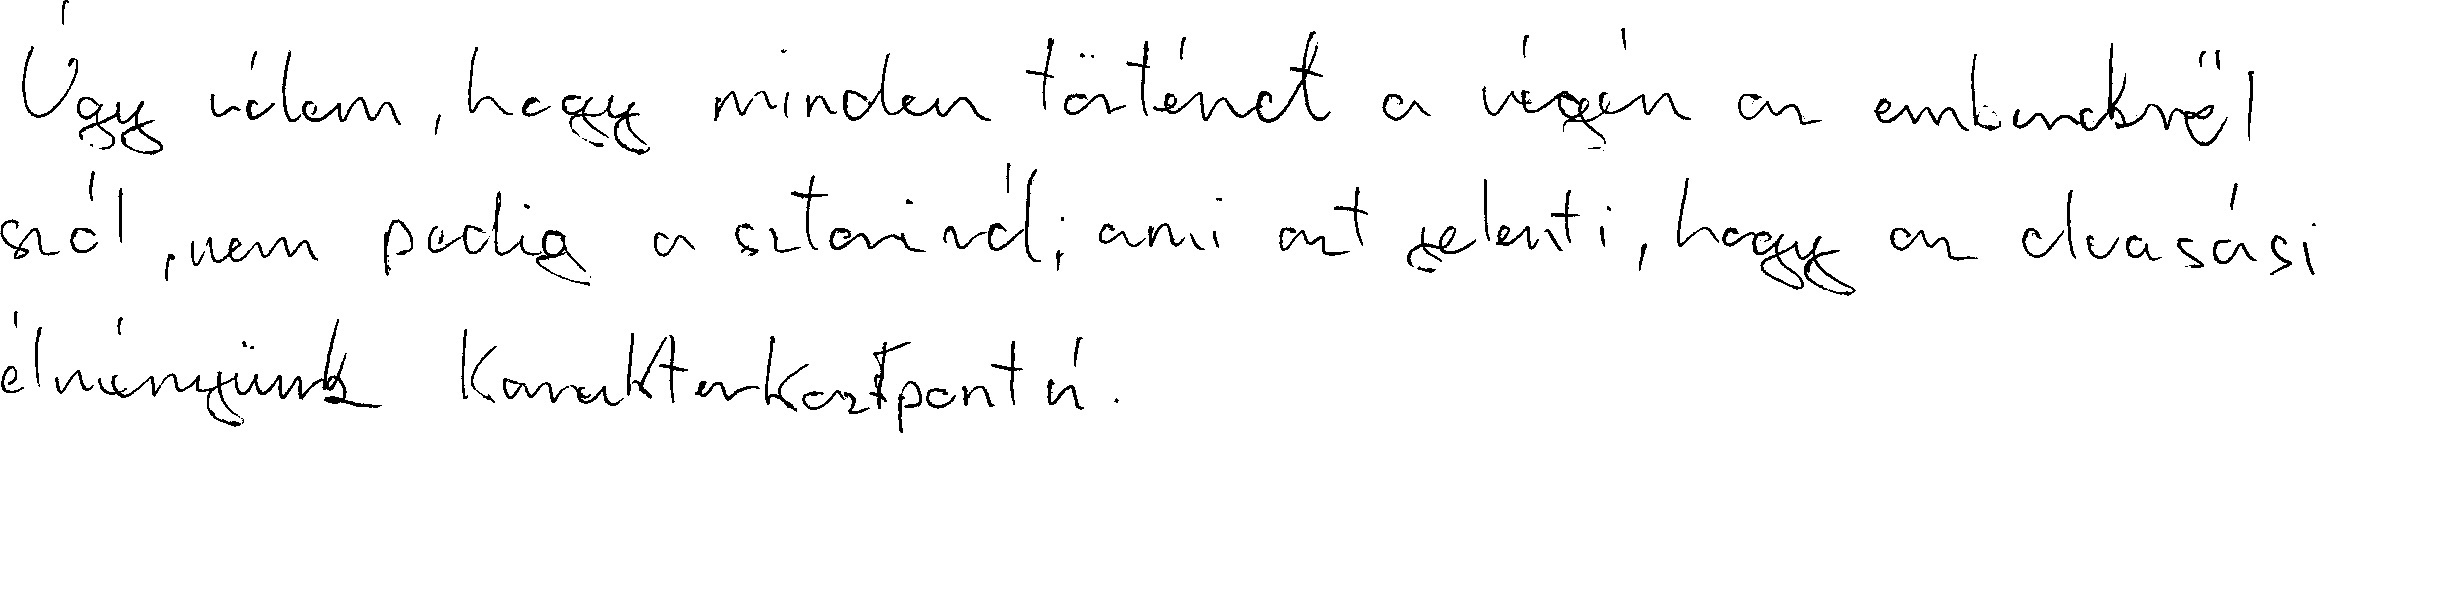 Úgy vélem, hogy minden történet a végén az emberekről
szól, nem pedig a sztoriról; ami azt jelenti, hogy az olvasási
élményünk karakterközpontú.